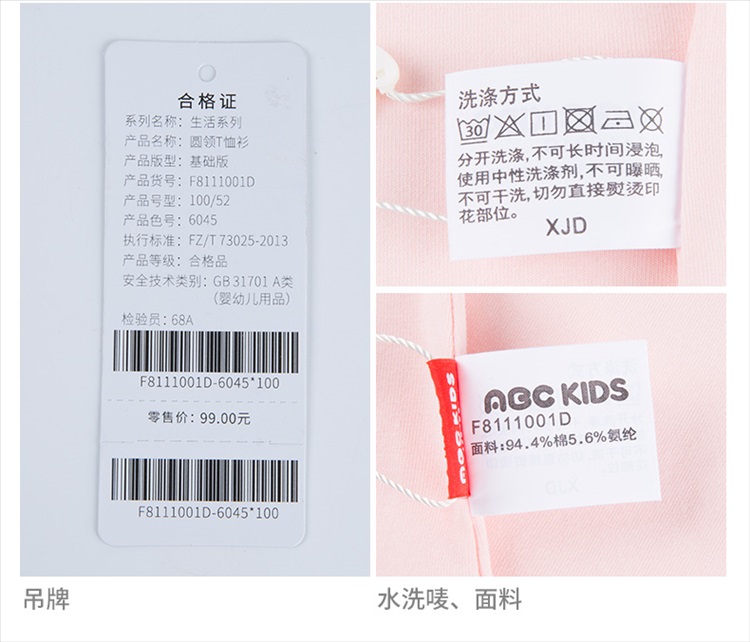 合格证
系列名称：生活系列
产品名称：圆领T恤衫
产品版型：基础版
产品货号：F8111001D
产品号型：100/52
产品色号：6045
执行标准：FZ/T 73025-2013
产品等级：合格品
安全技术类别：GB 31701 A类
（婴幼儿用品）
检验员：68A
F8111001D-6045*100
零售价：99.00元
F8111001D-6045*100
吊牌
洗涤方式
30
分开洗涤,不可长时间浸泡,
使用中性洗涤剂,不可曝晒,
不可干洗,切勿直接熨烫印
花部位。
XJD
ABC KIDS
ABC KIDS
F8111001D
面料:94.4%棉5.6%氨纶
XJD
水洗唛、面料